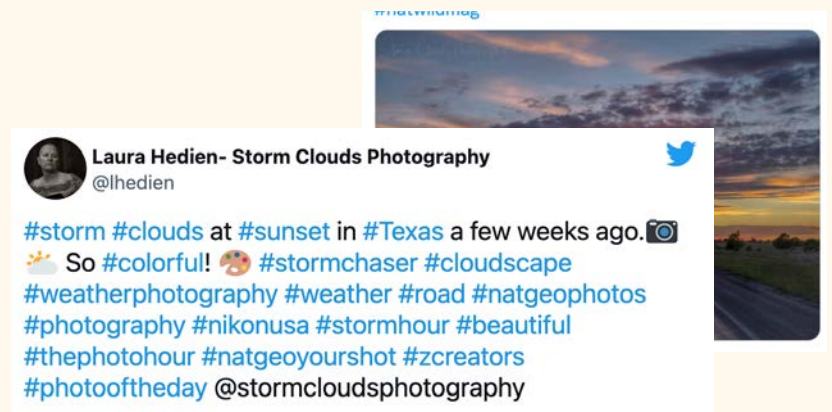 #natwildmag
Laura Hedien- Storm Clouds Photography
@lhedien
#storm #clouds at #sunset in #Texas a few weeks ago.📷
🌥️ So #colorful! 🎨 #stormchaser #cloudscape
#weatherphotography #weather #road #natgeophotos
#photography #nikonusa #stormhour #beautiful
#thephotohour #natgeoyourshot #zcreators
#photooftheday @stormcloudsphotography